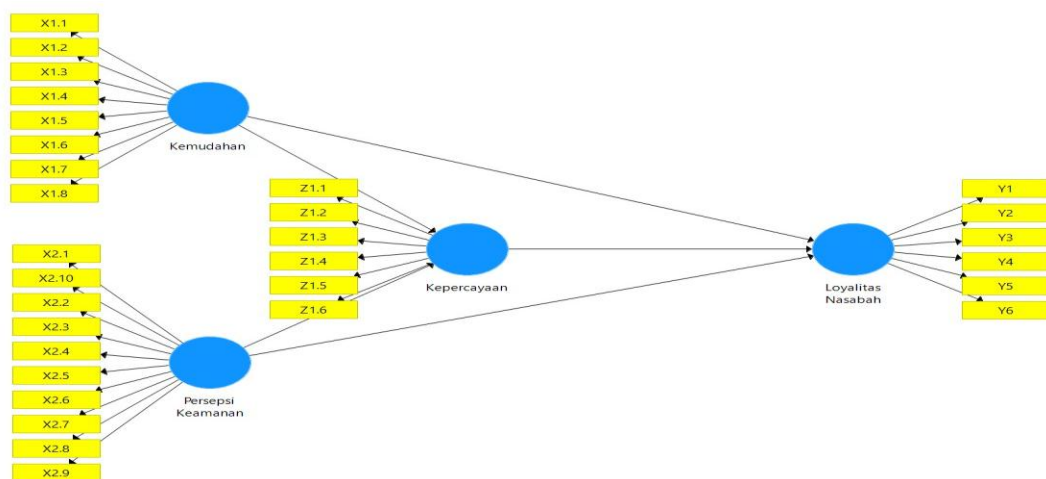 X1.1
X1.2
X1.3
X1.4
X1.5
X1.6
X1.7
X1.8
Kemudahan
X2.1
X2.10
X2.2
X2.3
X2.4
X2.5
X2.6
X2.7
X2.8
X2.9
Persepsi
Keamanan
Z1.1
Z1.2
Z1.3
Z1.4
Z1.5
Z1.6
Kepercayaan
Loyalitas
Nasabah
Y1
Y2
Y3
Y4
Y5
Y6